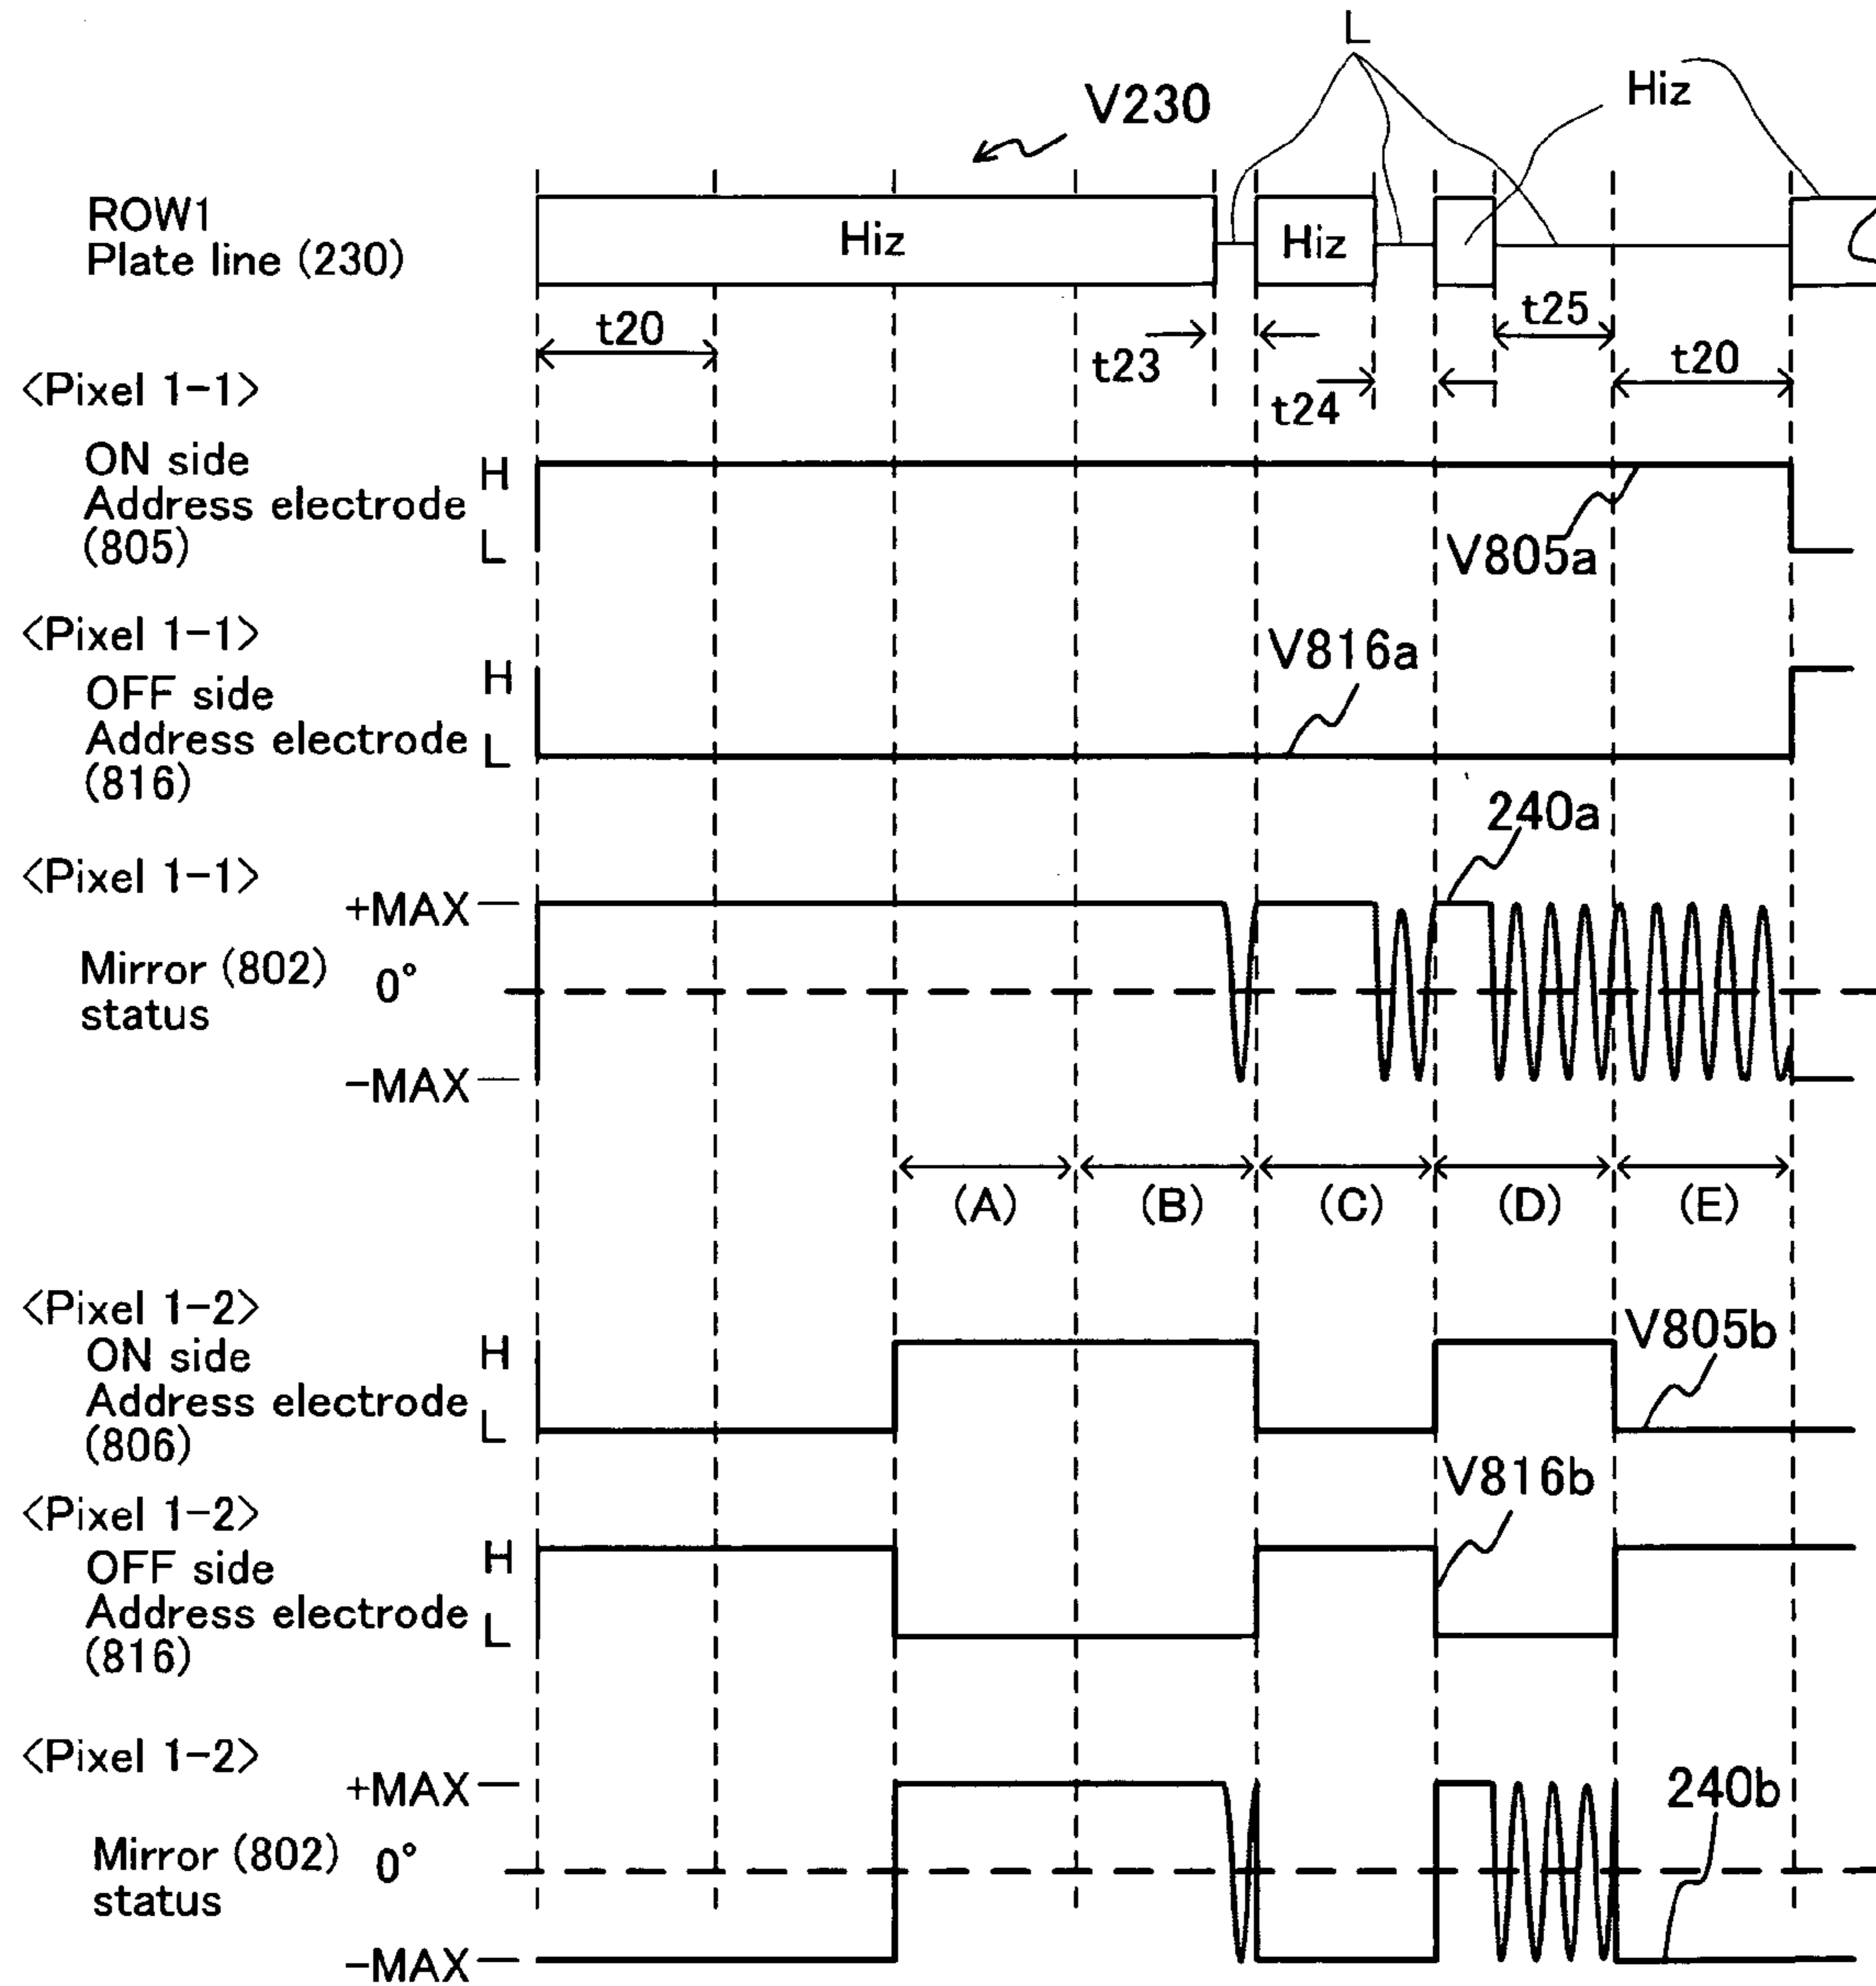 L
V230
Hiz
ROW1
Plate line (230)
Hiz
Hiz
t20
t23
t24
t25
t20
<Pixel 1-1>
ON side
Address electrode
(805)
H
L
V805a
<Pixel 1-1>
OFF side
Address electrode
(816)
H
L
V816a
<Pixel 1-1>
+MAX
Mirror (802)
status
0°
-MAX
240a
(A)
(B)
(C)
(D)
(E)
<Pixel 1-2>
ON side
Address electrode
(806)
H
L
V805b
<Pixel 1-2>
OFF side
Address electrode
(816)
H
L
V816b
<Pixel 1-2>
+MAX
Mirror (802)
status
0°
-MAX
240b